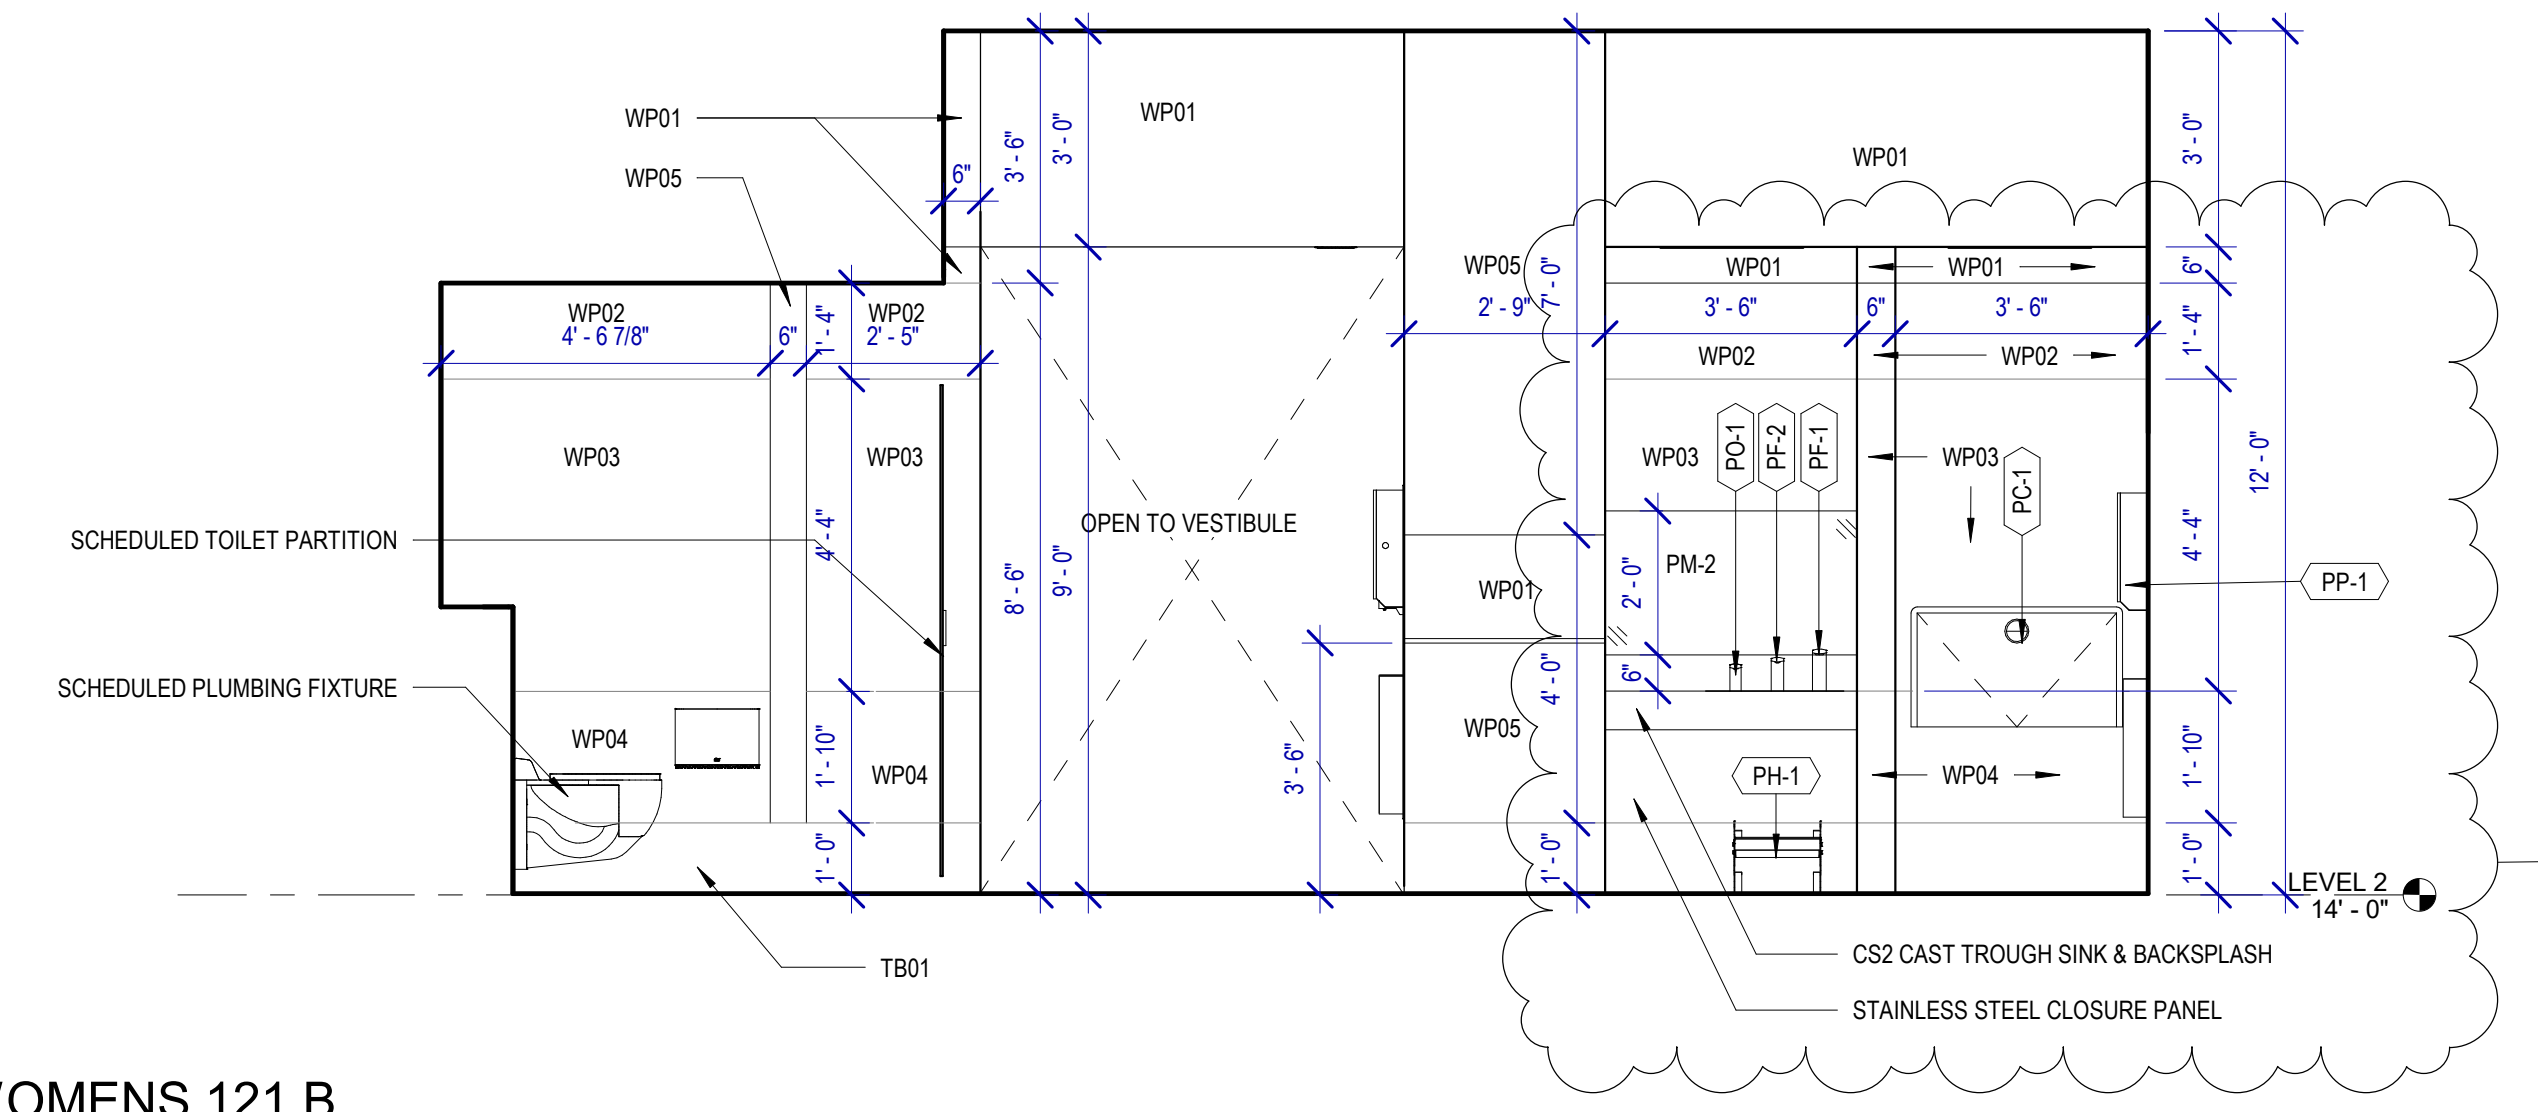 WP01
WP01
WP01
WP05
6"
3' - 6"
3' - 0"
3' - 0"
WP05
7' - 0"
WP01
WP01
6"
WP02
4' - 6 7/8"
6"
1' - 4"
WP02
2' - 5"
2' - 9"
3' - 6"
6"
3' - 6"
1' - 4"
WP02
WP02
WP03
WP03
WP03
PO-1
PF-2
PF-1
WP03
PC-1
12' - 0"
SCHEDULED TOILET PARTITION
4' - 4"
OPEN TO VESTIBULE
8' - 6"
9' - 0"
WP01
2' - 0"
PM-2
4' - 4"
PP-1
SCHEDULED PLUMBING FIXTURE
4' - 0"
6"
WP04
1' - 10"
WP04
3' - 6"
WP05
PH-1
WP04
1' - 10"
1' - 0"
1' - 0"
1' - 0"
LEVEL 2
14' - 0"
TB01
CS2 CAST TROUGH SINK & BACKSPLASH
STAINLESS STEEL CLOSURE PANEL
OMENS 121 B